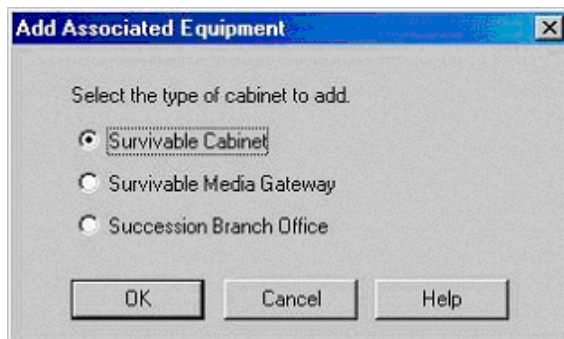 Add Associated Equipment
Select the type of cabinet to add.
Survivable Cabinet
Survivable Media Gateway
Succession Branch Office
OK Cancel Help